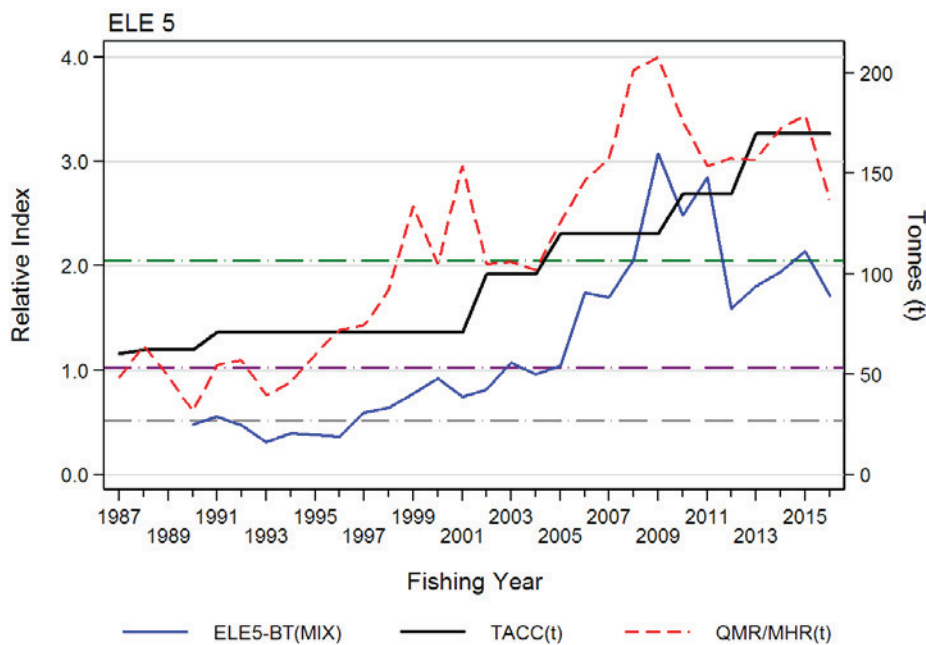 ELE 5
4.0
3.0
2.0
1.0
0.0
Relative Index
200
150
100
50
0
Tonnes (t)
1987 1991 1995 1999 2003 2007 2011 2015
1989 1993 1997 2001 2005 2009 2013
Fishing Year
ELE5-BT(MIX) TACC(t) QMR/MHR(t)